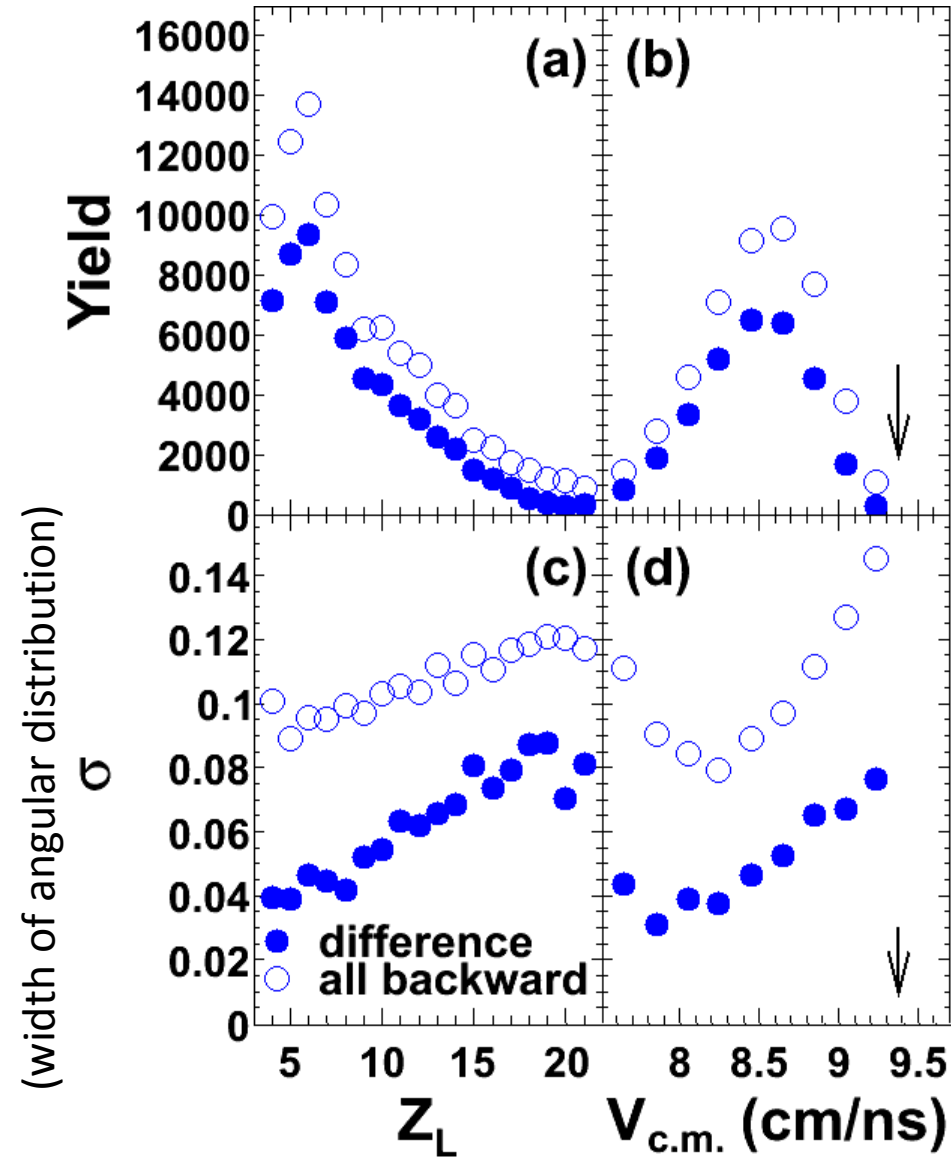 16000
14000
12000
10000
8000
6000
4000
2000
0
Yield
(a)
(b)
0.14
0.12
0.1
0.08
0.06
0.04
0.02
0
(width of angular distribution)
σ
(c)
(d)
difference
all backward
5 10 15 20
8 8.5 9 9.5
Z_L
V_c.m. (cm/ns)